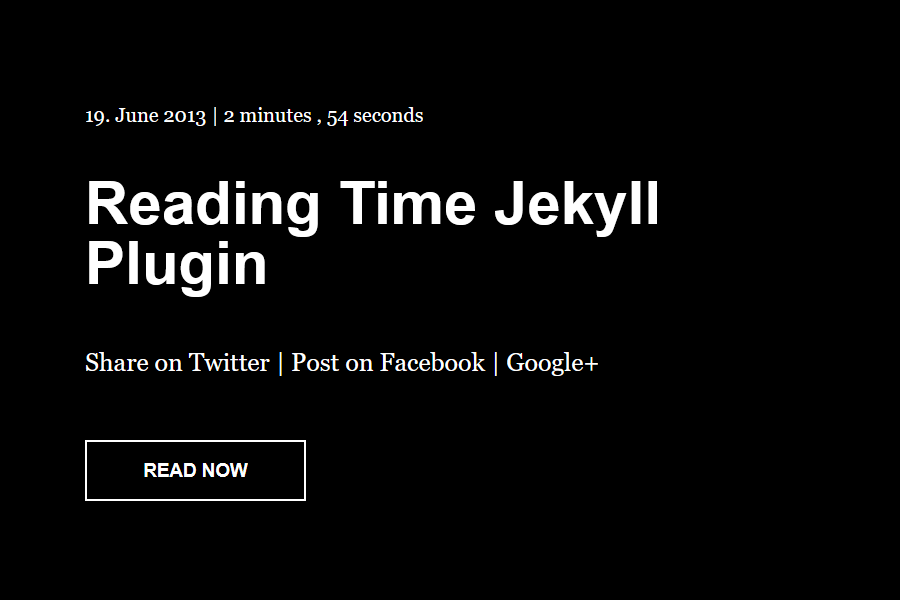 19. June 2013 | 2 minutes , 54 seconds
Reading Time Jekyll
Plugin
Share on Twitter | Post on Facebook | Google+
READ NOW